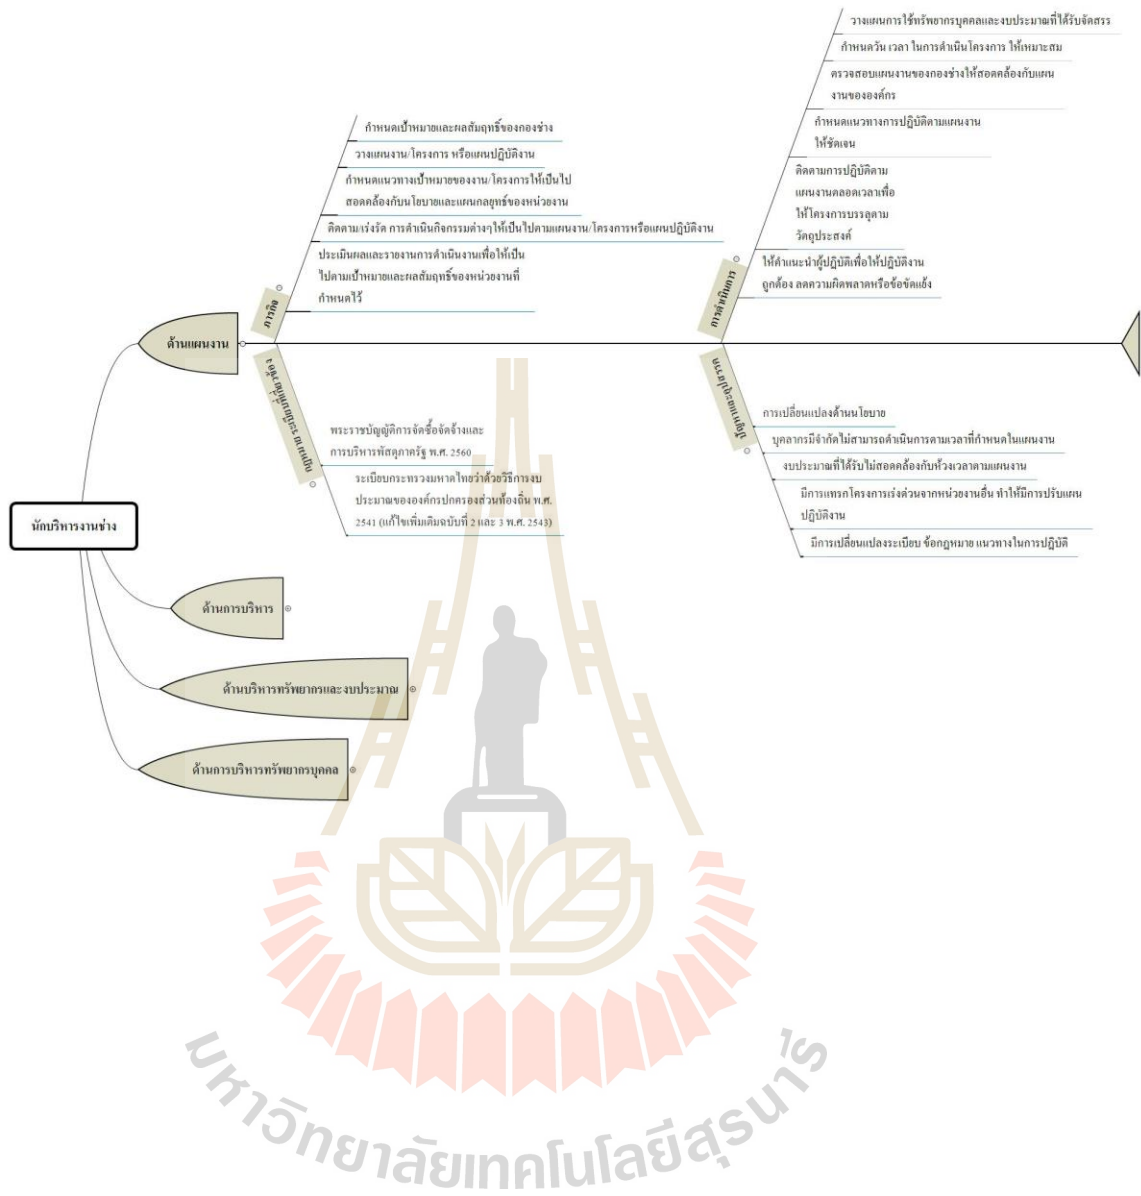 วางแผนการใช้ทรัพยากรบุคคลและงบประมาณที่ได้รับจัดสรร
กำหนดวัน เวลา ในการดำเนินโครงการ ให้เหมาะสม
ตรวจสอบแผนงานของกองช่างให้สอดคล้องกับแผน
งานขององค์กร
กำหนดแนวทางการปฏิบัติตามแผนงาน
ให้ชัดเจน
ติดตามการปฏิบัติตาม
แผนงานตลอดเวลาเพื่อ
ให้โครงการบรรลุตาม
วัตถุประสงค์
ให้คำแนะนำผู้ปฏิบัติเพื่อให้ปฏิบัติงาน
ถูกต้อง ลดความผิดพลาดหรือข้อขัดแย้ง
การดำเนินการ
กำหนดเป้าหมายและผลสัมฤทธิ์ของกองช่าง
วางแผนงาน/โครงการ หรือแผนปฏิบัติงาน
กำหนดแนวทางเป้าหมายของงาน/โครงการให้เป็นไป
สอดคล้องกับนโยบายและแผนกลยุทธ์ของหน่วยงาน
ติดตาม/เร่งรัด การดำเนินกิจกรรมต่างๆให้เป็นไปตามแผนงาน/โครงการหรือแผนปฏิบัติงาน
ประเมินผลและรายงานการดำเนินงานเพื่อให้เป็น
ไปตามเป้าหมายและผลสัมฤทธิ์ของหน่วยงานที่
กำหนดไว้
ภารกิจ
ด้านแผนงาน
กฎหมาย ระเบียบที่เกี่ยวข้อง
พระราชบัญญัติการจัดซื้อจัดจ้างและ
การบริหารพัสดุภาครัฐ พ.ศ. 2560
ระเบียบกระทรวงมหาดไทยว่าด้วยวิธีการงบ
ประมาณขององค์กรปกครองส่วนท้องถิ่น พ.ศ.
2541 (แก้ไขเพิ่มเติมฉบับที่ 2 และ 3 พ.ศ. 2543)
ปัญหาและอุปสรรค
การเปลี่ยนแปลงด้านนโยบาย
บุคลากรมีจำกัดไม่สามารถดำเนินการตามเวลาที่กำหนดในแผนงาน
งบประมาณที่ได้รับไม่สอดคล้องกับห้วงเวลาตามแผนงาน
มีการแทรกโครงการเร่งด่วนจากหน่วยงานอื่น ทำให้มีการปรับแผน
ปฏิบัติงาน
มีการเปลี่ยนแปลงระเบียบ ข้อกฎหมาย แนวทางในการปฏิบัติ
นักบริหารงานช่าง
ด้านการบริหาร
ด้านบริหารทรัพยากรและงบประมาณ
ด้านการบริหารทรัพยากรบุคคล
มหาวิทยาลัยเทคโนโลยีสุรนารี